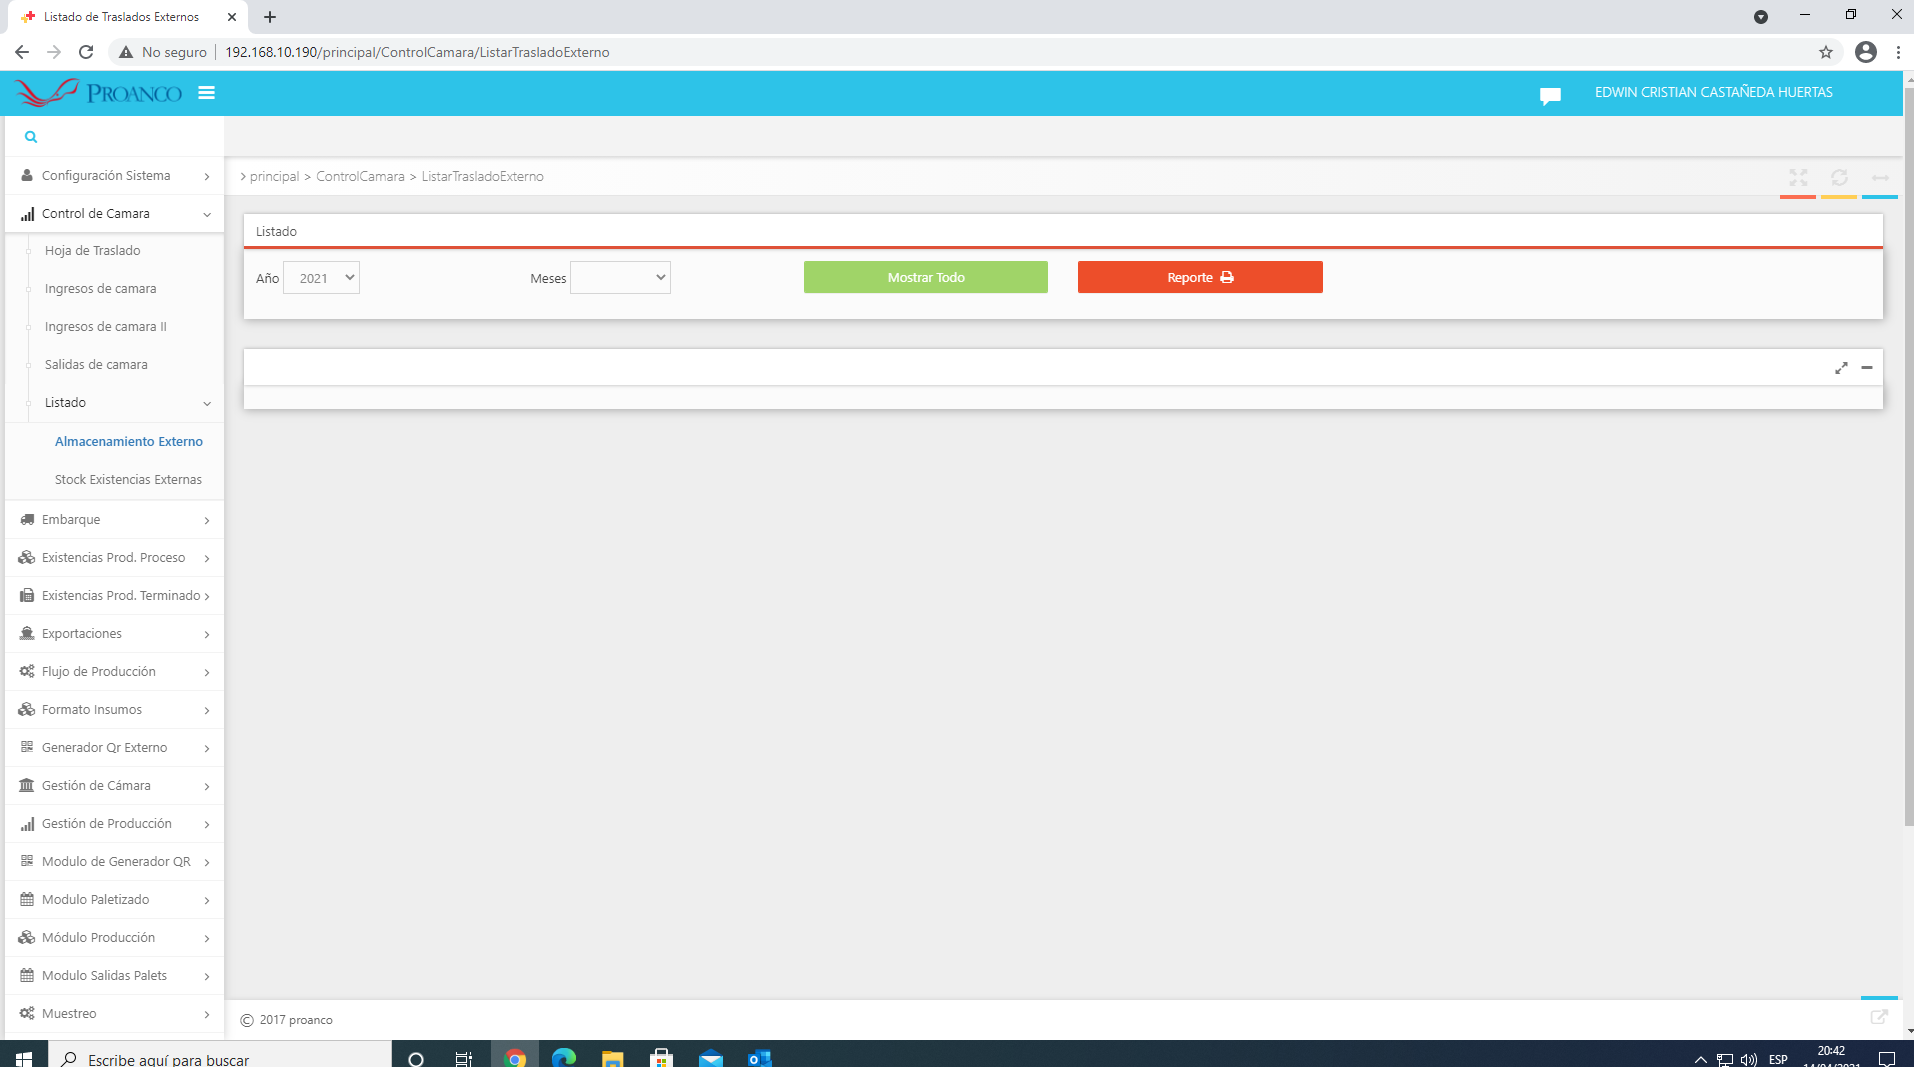 Listado de Traslados Externos
No seguro
192.168.10.190/principal/ControlCamara/ListarTrasladoExterno
PROANCO
EDWIN CRISTIAN CASTAÑEDA HUERTAS
Configuración Sistema
Control de Camara
Hoja de Traslado
Ingresos de camara
Ingresos de camara II
Salidas de camara
Listado
Almacenamiento Externo
Stock Existencias Externas
Embarque
Existencias Prod. Proceso
Existencias Prod. Terminado
Exportaciones
Flujo de Producción
Formato Insumos
Generador Qr Externo
Gestión de Cámara
Gestión de Producción
Modulo de Generador QR
Modulo Paletizado
Módulo Producción
Modulo Salidas Palets
Muestreo
> principal > ControlCamara > ListarTrasladoExterno
Listado
Año 2021
Meses
Mostrar Todo
Reporte
© 2017 proanco
Escribe aquí para buscar
ESP
20:42
14/04/2021